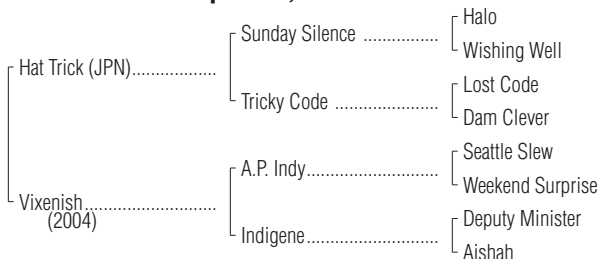 Halo
Sunday Silence ................
Wishing Well
Hat Trick (JPN)..................
Lost Code
Tricky Code ......................
Dam Clever
Seattle Slew
A.P. Indy............................
Weekend Surprise
Vixenish............................
(2004)
Deputy Minister
Indigene............................
Aishah